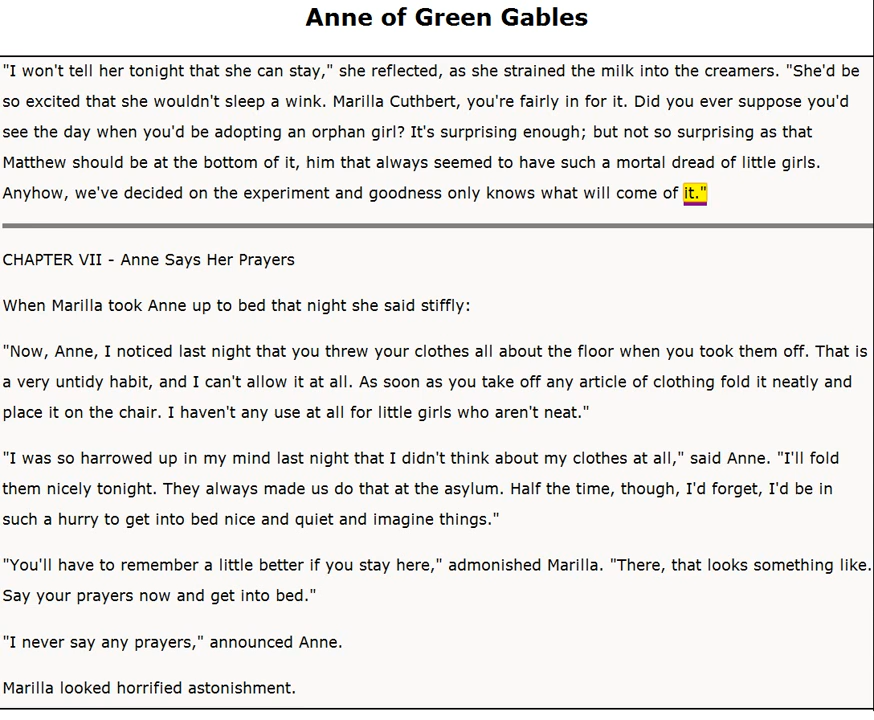 Anne of Green Gables
"I won't tell her tonight that she can stay," she reflected, as she strained the milk into the creamers. "She'd be
so excited that she wouldn't sleep a wink. Marilla Cuthbert, you're fairly in for it. Did you ever suppose you'd
see the day when you'd be adopting an orphan girl? It's surprising enough; but not so surprising as that
Matthew should be at the bottom of it, him that always seemed to have such a mortal dread of little girls.
Anyhow, we've decided on the experiment and goodness only knows what will come of it."
CHAPTER VII - Anne Says Her Prayers
When Marilla took Anne up to bed that night she said stiffly:
"Now, Anne, I noticed last night that you threw your clothes all about the floor when you took them off. That is
a very untidy habit, and I can't allow it at all. As soon as you take off any article of clothing fold it neatly and
place it on the chair. I haven't any use at all for little girls who aren't neat."
"I was so harrowed up in my mind last night that I didn't think about my clothes at all," said Anne. "I'll fold
them nicely tonight. They always made us do that at the asylum. Half the time, though, I'd forget, I'd be in
such a hurry to get into bed nice and quiet and imagine things."
"You'll have to remember a little better if you stay here," admonished Marilla. "There, that looks something like.
Say your prayers now and get into bed."
"I never say any prayers," announced Anne.
Marilla looked horrified astonishment.